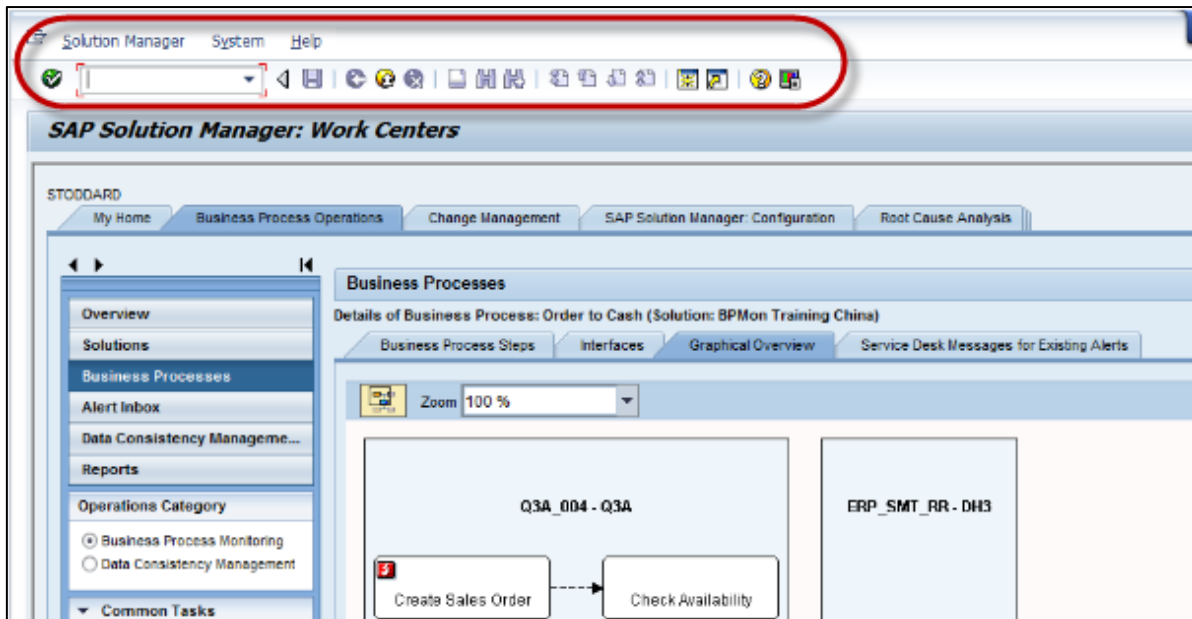 Solution Manager System Help
SAP Solution Manager: Work Centers
STODDARD
My Home Business Process Operations Change Management SAP Solution Manager: Configuration Root Cause Analysis
Business Processes
Overview
Details of Business Process: Order to Cash (Solution: BPMon Training China)
Solutions
Business Process Steps Interfaces Graphical Overview Service Desk Messages for Existing Alerts
Business Processes
Alert Inbox
Zoom 100 %
Data Consistency Manageme...
Reports
Operations Category
Q3A_004 - Q3A ERP_SMT_RR - DH3
Business Process Monitoring
Data Consistency Management
Create Sales Order Check Availability
Common Tasks